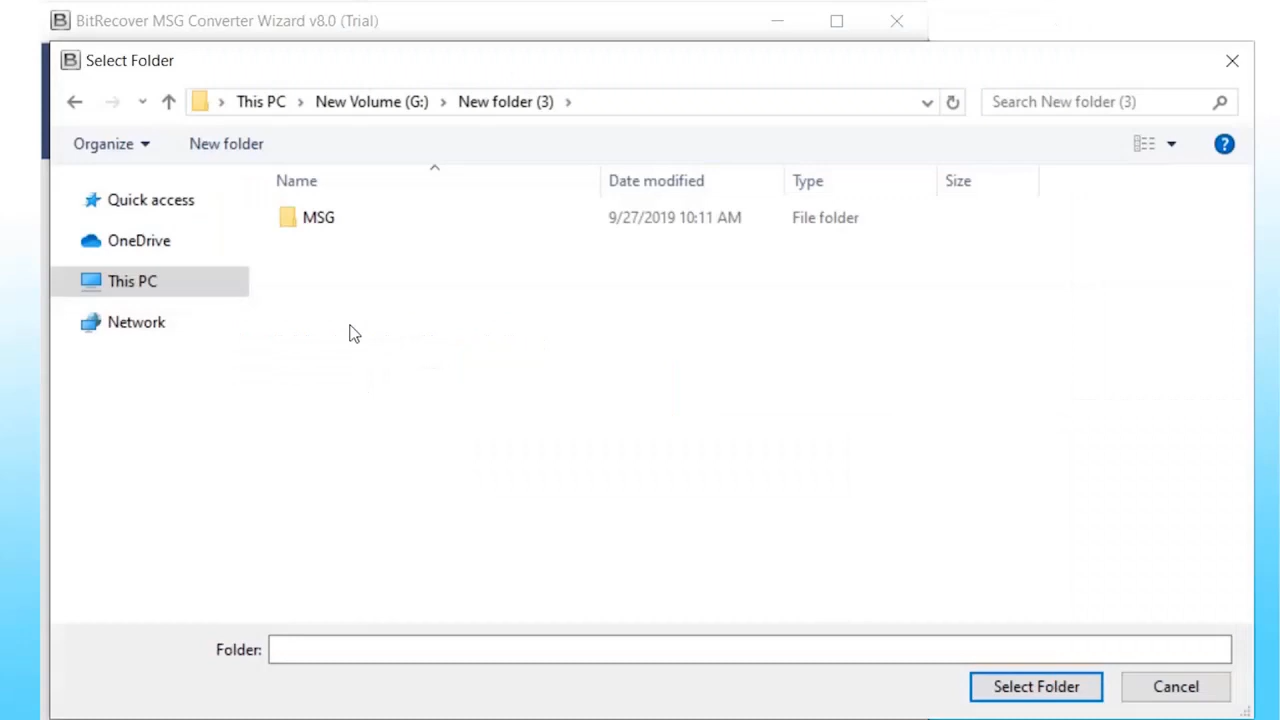 BitRecover MSG Converter Wizard v8.0 (Trial)
Select Folder
This PC > New Volume (G:) > New folder (3) >
Search New folder (3)
Organize
New folder
Name
Date modified
Type
Size
Quick access
MSG
9/27/2019 10:11 AM
File folder
OneDrive
This PC
Network
Folder:
Select Folder
Cancel